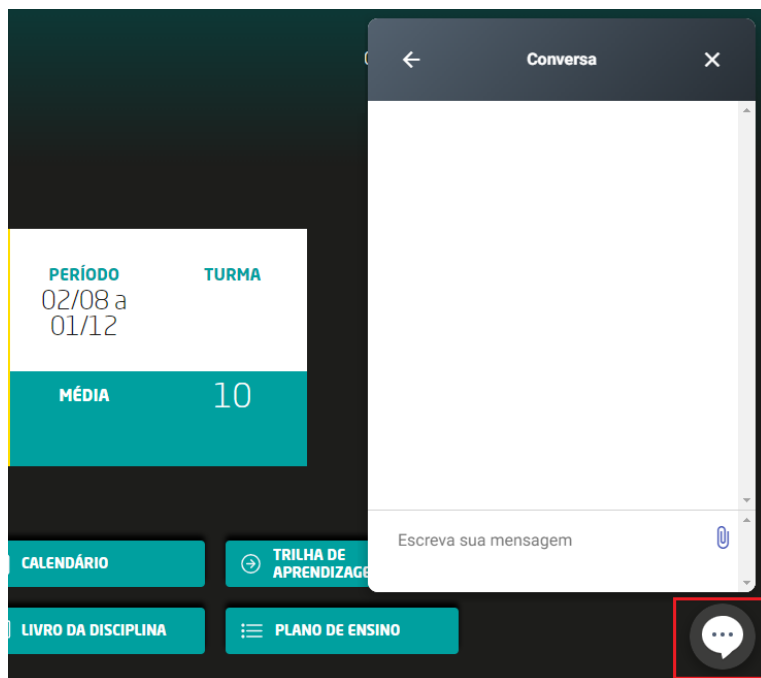 Conversa
PERÍODO
TURMA
02/08 a
01/12
MÉDIA
10
Escreva sua mensagem
CALENDÁRIO
TRILHA DE
APRENDIZAGE
LIVRO DA DISCIPLINA
PLANO DE ENSINO